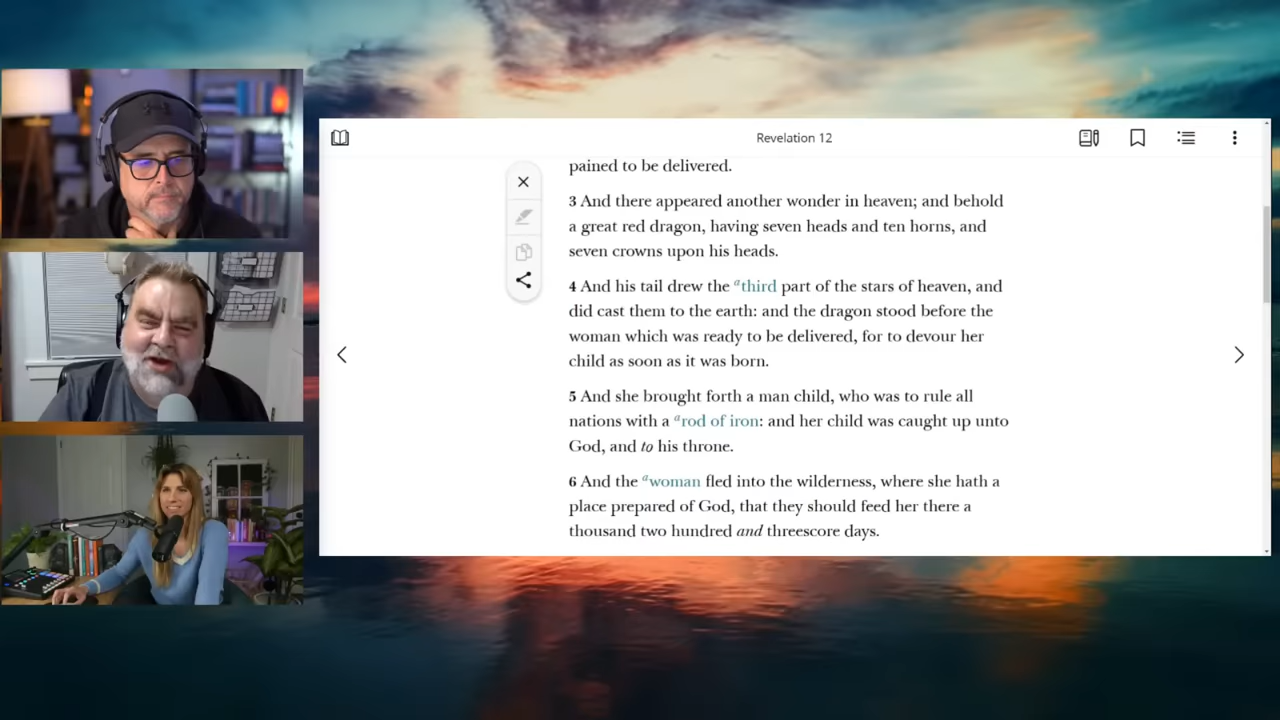 Revelation 12
pained to be delivered.
3 And there appeared another wonder in heaven; and behold
a great red dragon, having seven heads and ten horns, and
seven crowns upon his heads.
4 And his tail drew the a third part of the stars of heaven, and
did cast them to the earth: and the dragon stood before the
woman which was ready to be delivered, for to devour her
child as soon as it was born.
5 And she brought forth a man child, who was to rule all
nations with a a rod of iron: and her child was caught up unto
God, and to his throne.
6 And the a woman fled into the wilderness, where she hath a
place prepared of God, that they should feed her there a
thousand two hundred and threescore days.